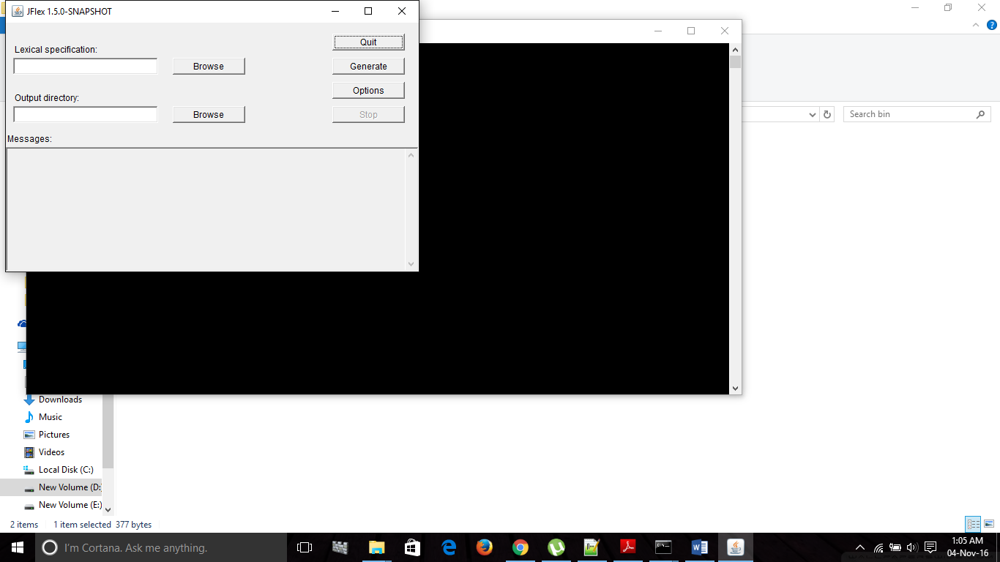 JFlex 1.5.0-SNAPSHOT
Quit
Lexical specification:
Browse
Generate
Options
Output directory:
Browse
Stop
Messages:
Search bin
Downloads
Music
Pictures
Videos
Local Disk (C:)
New Volume (D:
New Volume (E:)
2 items 1 item selected 377 bytes
I'm Cortana. Ask me anything.
1:05 AM
04-Nov-16